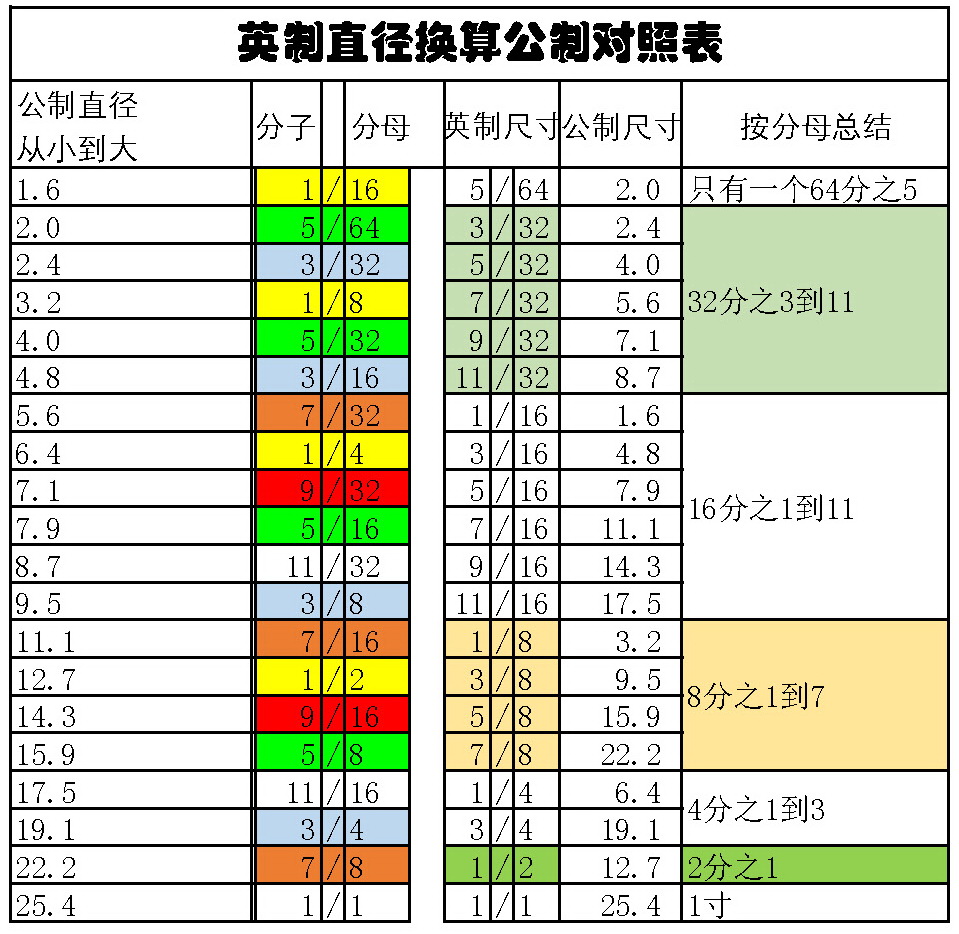 英制直径换算公制对照表
公制直径
从小到大 分子 分母 英制尺寸 公制尺寸 按分母总结
1.6 1 / 16 5 / 64 2.0 只有一个64分之5
2.0 5 / 64 3 / 32 2.4
2.4 3 / 32 5 / 32 4.0
3.2 1 / 8 7 / 32 5.6 32分之3到11
4.0 5 / 32 9 / 32 7.1
4.8 3 / 16 11 / 32 8.7
5.6 7 / 32 1 / 16 1.6
6.4 1 / 4 3 / 16 4.8
7.1 9 / 32 5 / 16 7.9 16分之1到11
7.9 5 / 16 7 / 16 11.1
8.7 11 / 32 9 / 16 14.3
9.5 3 / 8 11 / 16 17.5
11.1 7 / 16 1 / 8 3.2
12.7 1 / 2 3 / 8 9.5 8分之1到7
14.3 9 / 16 5 / 8 15.9
15.9 5 / 8 7 / 8 22.2
17.5 11 / 16 1 / 4 6.4 4分之1到3
19.1 3 / 4 3 / 4 19.1
22.2 7 / 8 1 / 2 12.7 2分之1
25.4 1 / 1 1 / 1 25.4 1寸